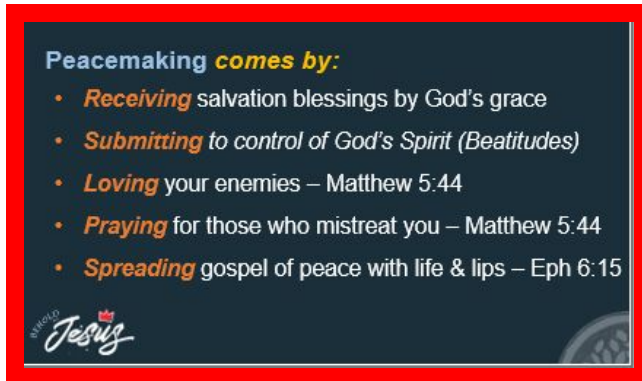 Peacemaking comes by:
• Receiving salvation blessings by God's grace
• Submitting to control of God's Spirit (Beatitudes)
• Loving your enemies – Matthew 5:44
• Praying for those who mistreat you – Matthew 5:44
• Spreading gospel of peace with life & lips – Eph 6:15
BEHOLD
Jesus